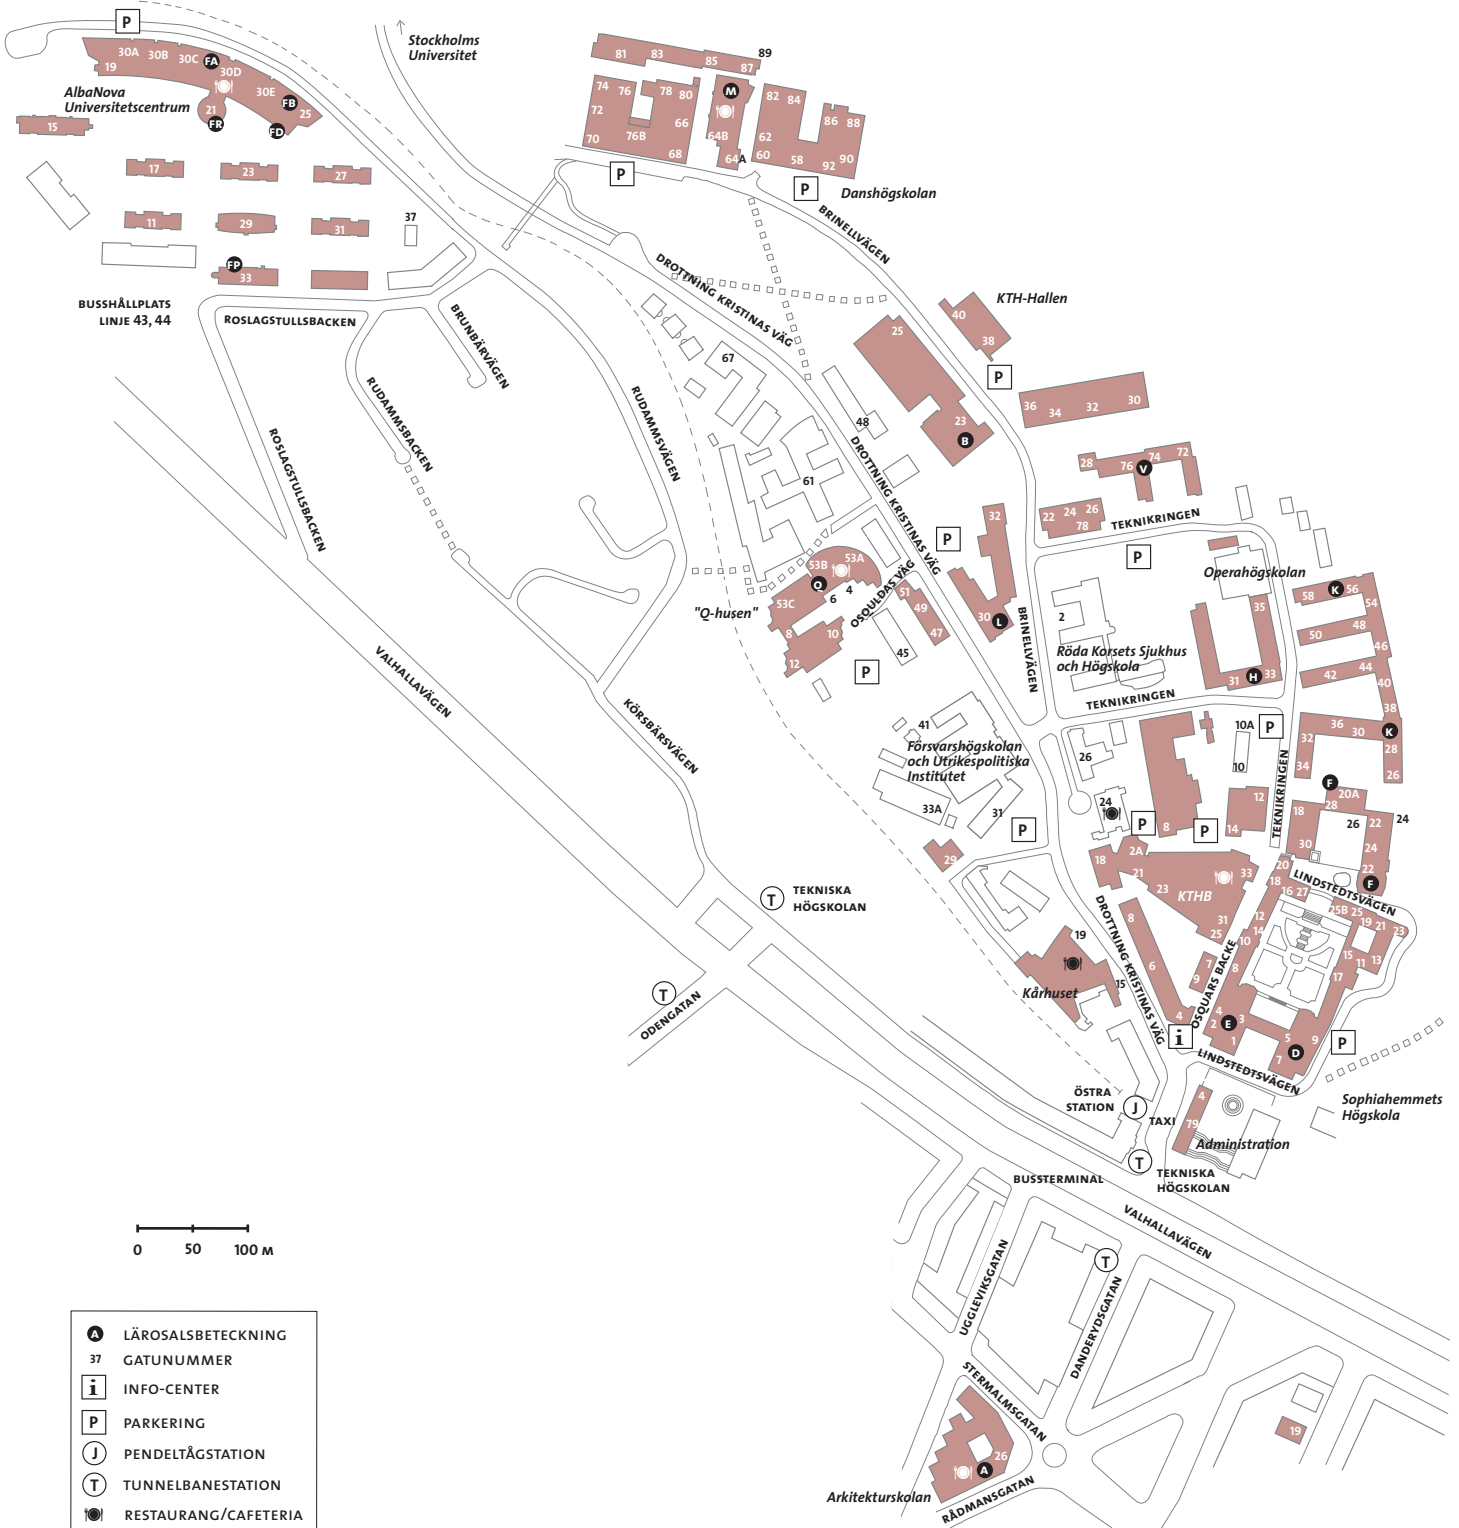 P
Stockholms
Universitet
30A
30B
30C
FA
30D
19
30E
FB
25
21
FR
FD
AlbaNova
Universitetscentrum
15
17
23
27
11
29
31
37
FP
33
BUSSHÅLLPLATS
LINJE 43, 44
ROSLAGSTULLSBACKEN
BRUNBÄRVÄGEN
RUDAMMSBACKEN
ROSLAGSTULLSBACKEN
RUDAMMSVÄGEN
VALHALLAVÄGEN
KÖRSBÄRSVÄGEN
81
83
85
87
89
74
76
78
80
72
66
76B
70
68
M
64B
64A
82
84
86
88
62
60
58
92
90
P
P
Danshögskolan
BRINELLVÄGEN
DROTTNING KRISTINAS VÄG
KTH-Hallen
40
38
25
P
23
B
36
34
32
30
67
48
61
DROTTNING KRISTINAS VÄG
28
76
V
74
72
22
24
26
78
TEKNIKRINGEN
P
32
P
30
L
BRINELLVÄGEN
53B
53A
Q
53C
6
4
8
10
12
"Q-husen"
OSQULDAS VÄG
51
49
47
45
P
Operahögskolan
2
Röda Korsets Sjukhus
och Högskola
TEKNIKRINGEN
35
31
H
33
58
K
56
54
50
48
46
42
44
40
38
36
30
K
32
34
28
26
41
Försvarshögskolan
och Utrikespolitiska
Institutet
33A
31
P
29
26
24
P
8
P
10A
P
10
12
14
TEKNIKRINGEN
F
20A
28
18
26
22
24
30
24
22
F
LINDSTEDTSVÄGEN
18
2A
21
23
KTHB
33
31
25
20
18
16
27
25B
25
19
21
23
15
11
13
17
12
14
10
8
OSQUARS BACKE
7
9
8
6
4
DROTTNING KRISTINAS VÄG
19
15
Kårhuset
T
TEKNISKA
HÖGSKOLAN
T
ODENGATAN
i
4
2
E
3
1
5
7
D
9
P
LINDSTEDTSVÄGEN
Sophiahemmets
Högskola
ÖSTRA
STATION
J
TAXI
4
79
Administration
T
TEKNISKA
HÖGSKOLAN
BUSSTERMINAL
VALHALLAVÄGEN
T
UGGLEVIKSGATAN
DANDERYDSGATAN
STERMALMSGATAN
26
A
Arkitekturskolan
RÅDMANSGATAN
19
0 50 100 M
A LÄROSALSBETECKNING
37 GATUNUMMER
i INFO-CENTER
P PARKERING
J PENDELTÅGSTATION
T TUNNELBANESTATION
RESTAURANG/CAFETERIA